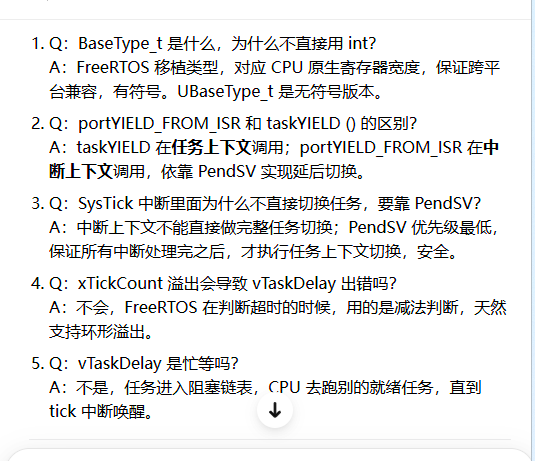 1. Q：BaseType_t 是什么，为什么不直接用 int？
A：FreeRTOS 移植类型，对应 CPU 原生寄存器宽度，保证跨平
台兼容，有符号。UBaseType_t 是无符号版本。
2. Q：portYIELD_FROM_ISR 和 taskYIELD () 的区别？
A：taskYIELD 在任务上下文调用；portYIELD_FROM_ISR 在中
断上下文调用，依靠 PendSV 实现延后切换。
3. Q：SysTick 中断里面为什么不直接切换任务，要靠 PendSV？
A：中断上下文不能直接做完整任务切换；PendSV 优先级最低，
保证所有中断处理完之后，才执行任务上下文切换，安全。
4. Q：xTickCount 溢出会导致 vTaskDelay 出错吗？
A：不会，FreeRTOS 在判断超时的时候，用的是减法判断，天然
支持环形溢出。
5. Q：vTaskDelay 是忙等吗？
A：不是，任务进入阻塞链表，CPU 去跑别的就绪任务，直到
tick 中断唤醒。